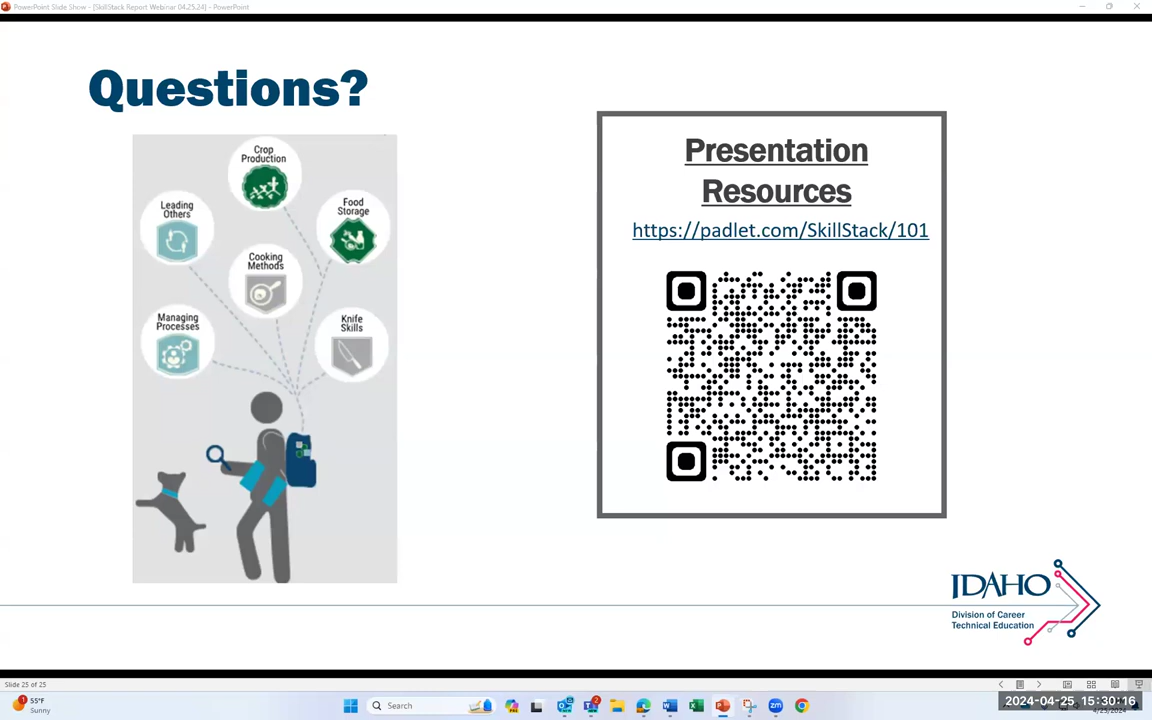 PowerPoint Slide Show - [SkillStack Report Webinar 04.25.24] - PowerPoint
Questions?
Crop
Production
Leading
Others
Food
Storage
Cooking
Methods
Managing
Processes
Knife
Skills
Presentation
Resources
https://padlet.com/SkillStack/101
IDAHO
Division of Career
Technical Education
Slide 25 of 25
1
55°F
Sunny
Search
2
2024-04-25 15:30:16